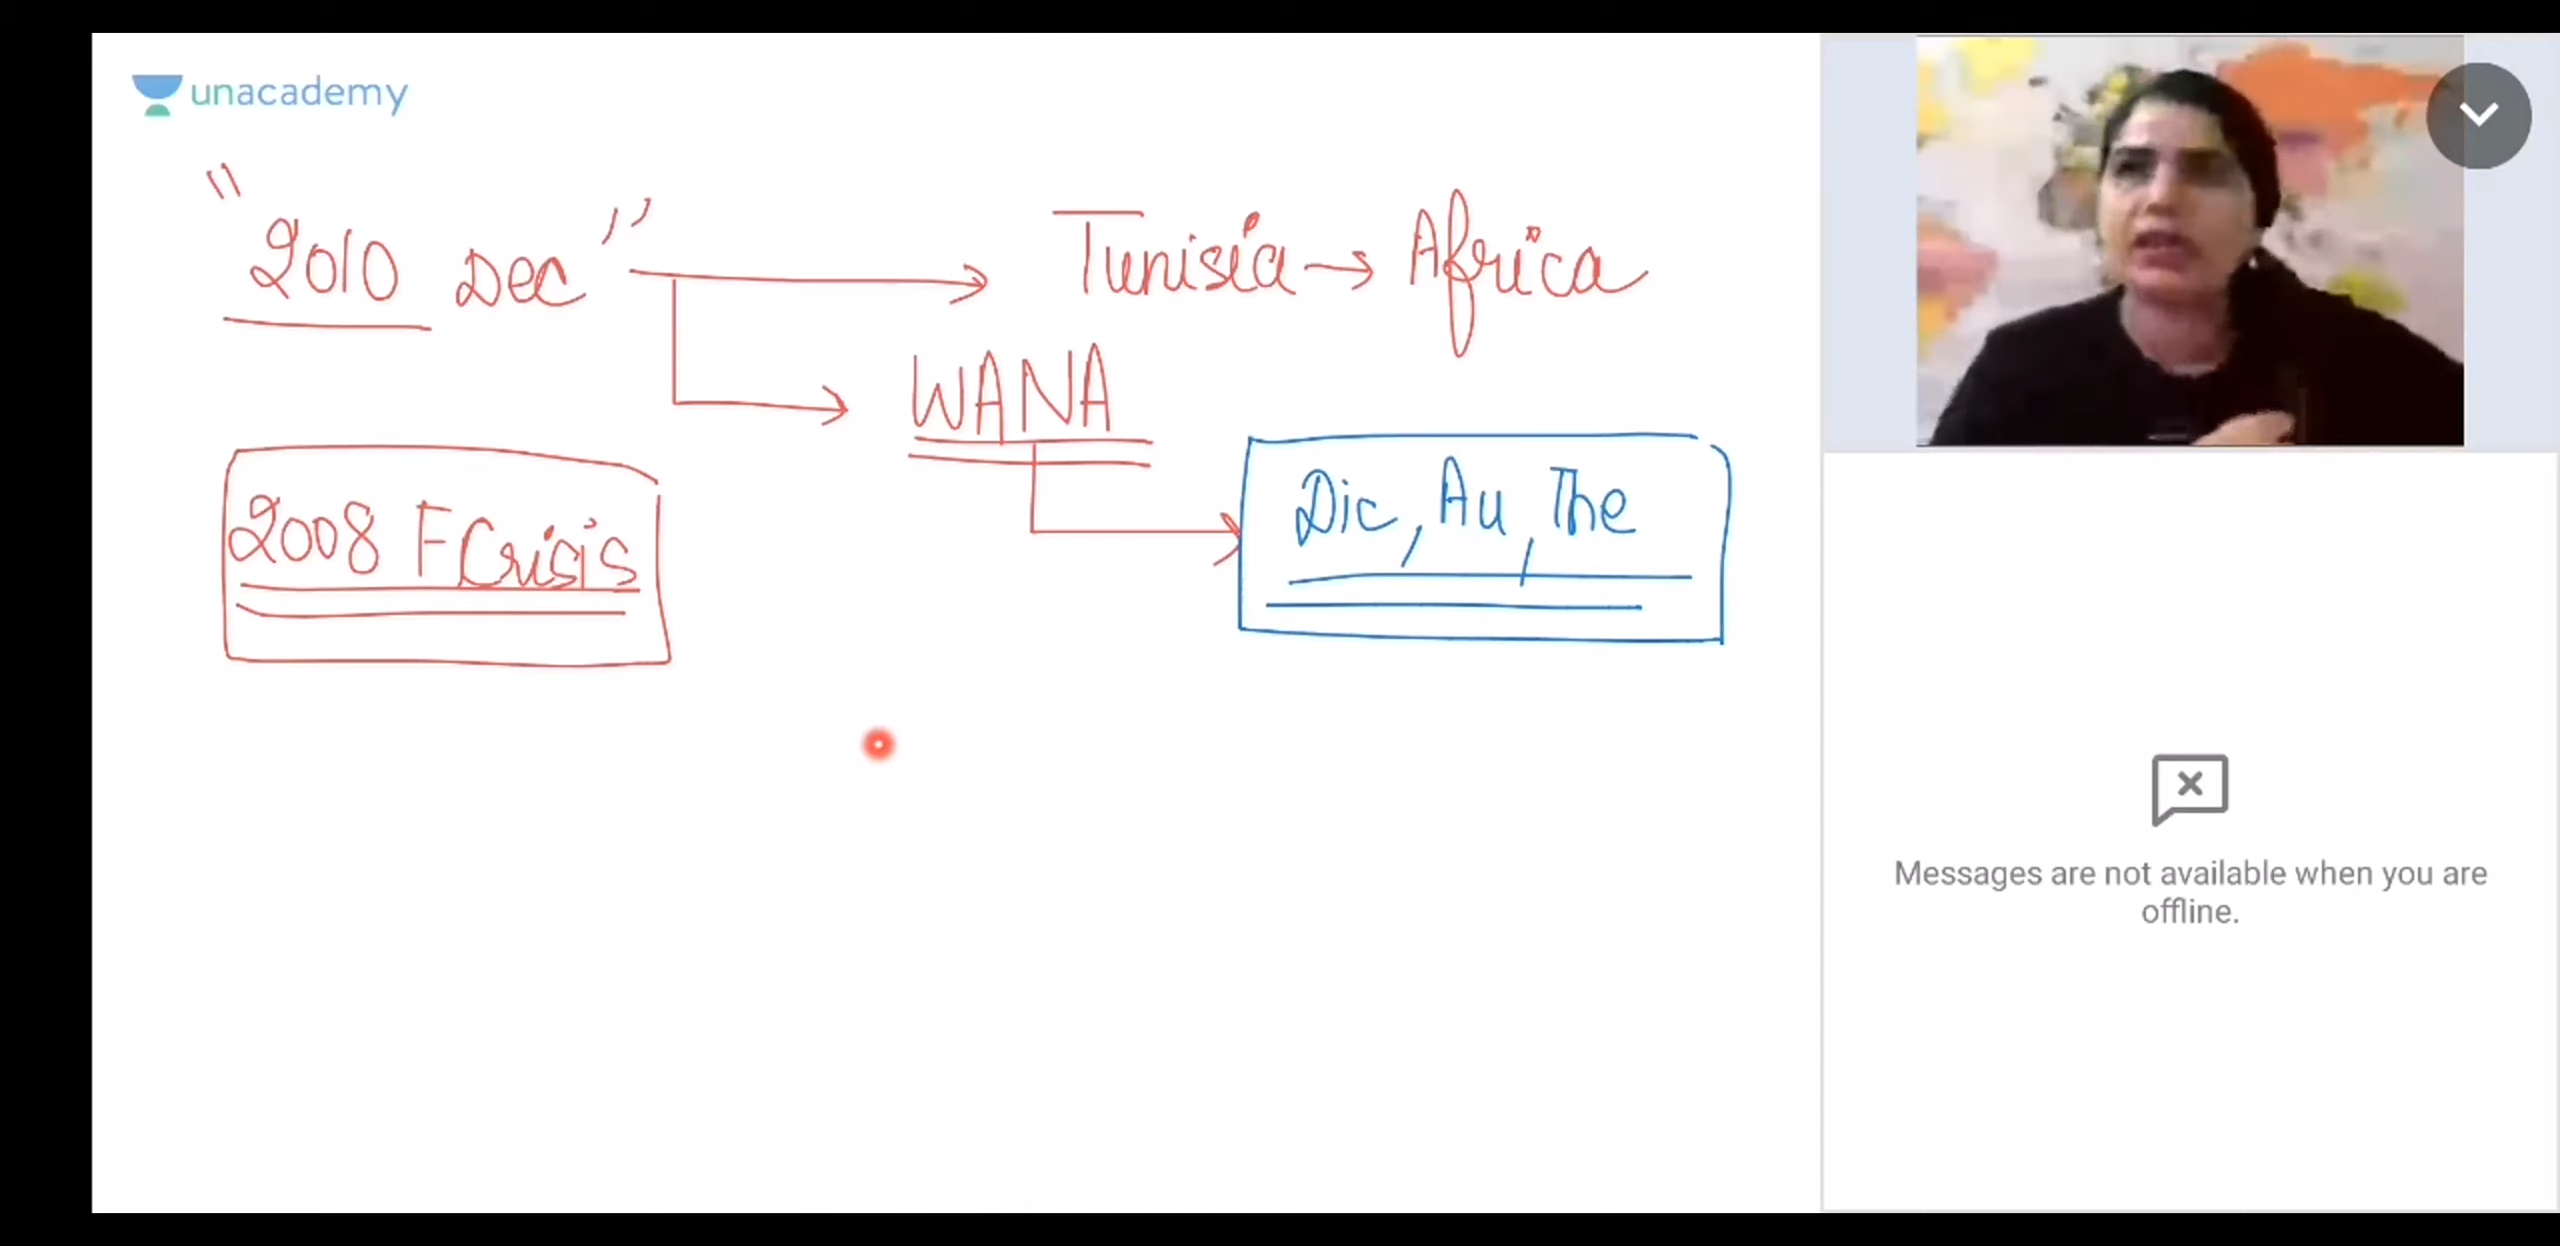 unacademy
"2010 Dec" → Tunisia → Africa
WANA
2008 F Crisis
Dic, Au, The
Messages are not available when you are
offline.